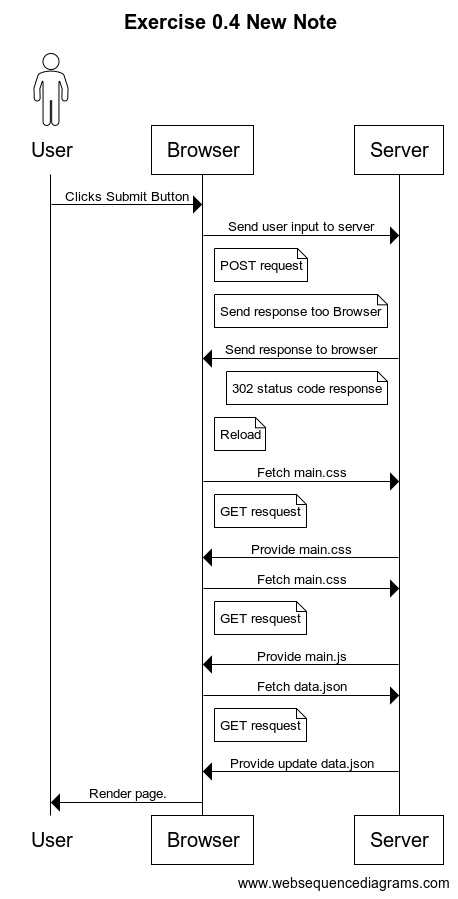 Exercise 0.4 New Note
User
Browser
Server
Clicks Submit Button
Send user input to server
POST request
Send response too Browser
Send response to browser
302 status code response
Reload
Fetch main.css
GET resquest
Provide main.css
Fetch main.css
GET resquest
Provide main.js
Fetch data.json
GET resquest
Provide update data.json
Render page.
User
Browser
Server
www.websequencediagrams.com